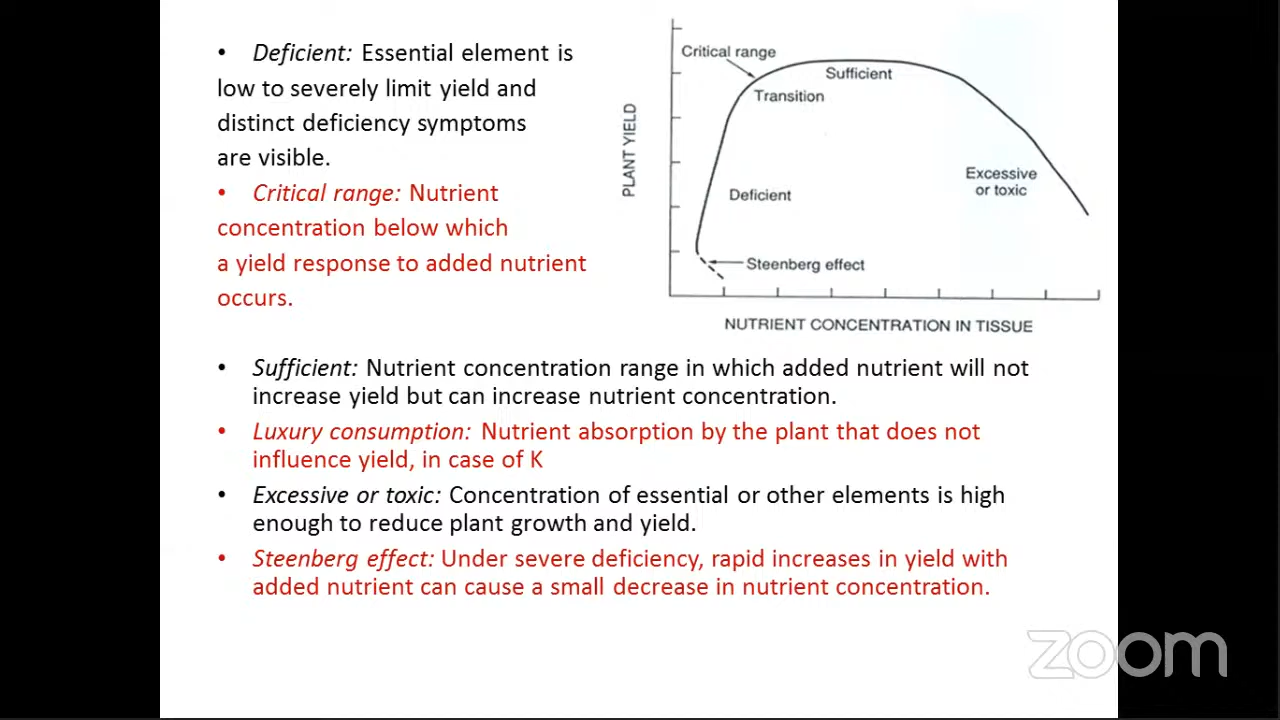 • Deficient: Essential element is
low to severely limit yield and
distinct deficiency symptoms
are visible.
• Critical range: Nutrient
concentration below which
a yield response to added nutrient
occurs.
Critical range
Sufficient
Transition
PLANT YIELD
Excessive
or toxic
Deficient
Steenberg effect
NUTRIENT CONCENTRATION IN TISSUE
• Sufficient: Nutrient concentration range in which added nutrient will not
increase yield but can increase nutrient concentration.
• Luxury consumption: Nutrient absorption by the plant that does not
influence yield, in case of K
• Excessive or toxic: Concentration of essential or other elements is high
enough to reduce plant growth and yield.
• Steenberg effect: Under severe deficiency, rapid increases in yield with
added nutrient can cause a small decrease in nutrient concentration.
zoom